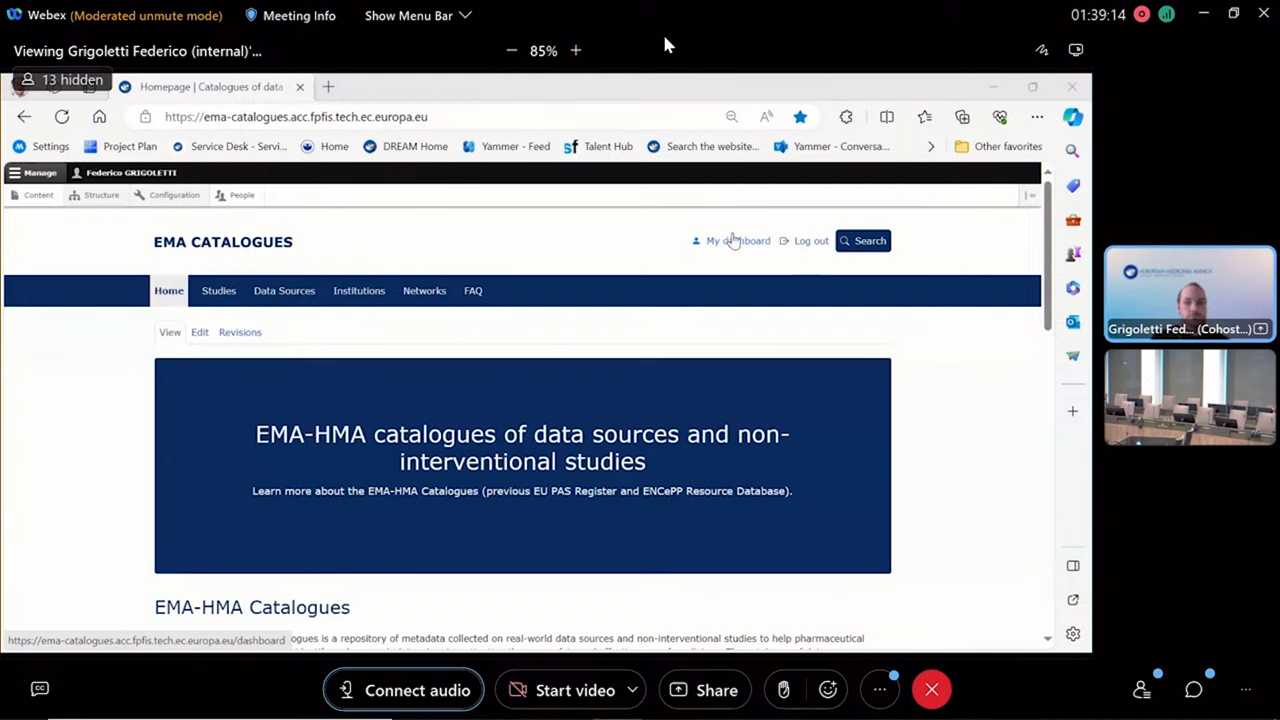 Webex (Moderated unmute mode) Meeting Info Show Menu Bar 01:39:14
Viewing Grigoletti Federico (internal)'... 85%
13 hidden
Homepage | Catalogues of data
https://ema-catalogues.acc.fpfis.tech.ec.europa.eu
Settings Project Plan Service Desk - Servi... Home DREAM Home Yammer - Feed Talent Hub Search the website... Yammer - Conversa... Other favorites
Manage Federico GRIGOLETTI
Content Structure Configuration People
EMA CATALOGUES My dashboard Log out Search
Home Studies Data Sources Institutions Networks FAQ
View Edit Revisions
EMA-HMA catalogues of data sources and non-
interventional studies
Learn more about the EMA-HMA Catalogues (previous EU PAS Register and ENCePP Resource Database).
EMA-HMA Catalogues
https://ema-catalogues.acc.fpfis.tech.ec.europa.eu/dashboard
ogues is a repository of metadata collected on real-world data sources and non-interventional studies to help pharmaceutical
EUROPEAN MEDICINES AGENCY
Grigoletti Fed... (Cohost...)
Connect audio Start video Share